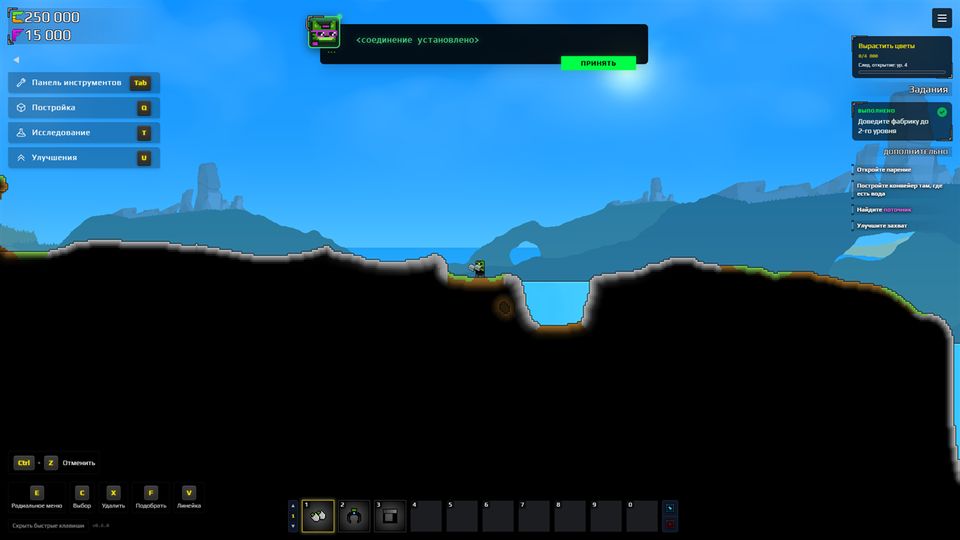 250 000
15 000
<соединение установлено>
ПРИНЯТЬ
Панель инструментов Tab
Постройка Q
Исследование T
Улучшения U
Вырастить цветы
След. открытие: ур. 4
Задания
ВЫПОЛНЕНО
Доведите фабрику до
2-го уровня
ДОПОЛНИТЕЛЬНО
Откройте парение
Постройте конвейер там, где
есть вода
Найдите поточник
Улучшите захват
Ctrl + Z Отменить
E C X F V
Радиальное меню Выбор Удалить Подобрать Линейка
Скрыть быстрые клавиши
1
1 2 3 4 5 6 7 8 9 0